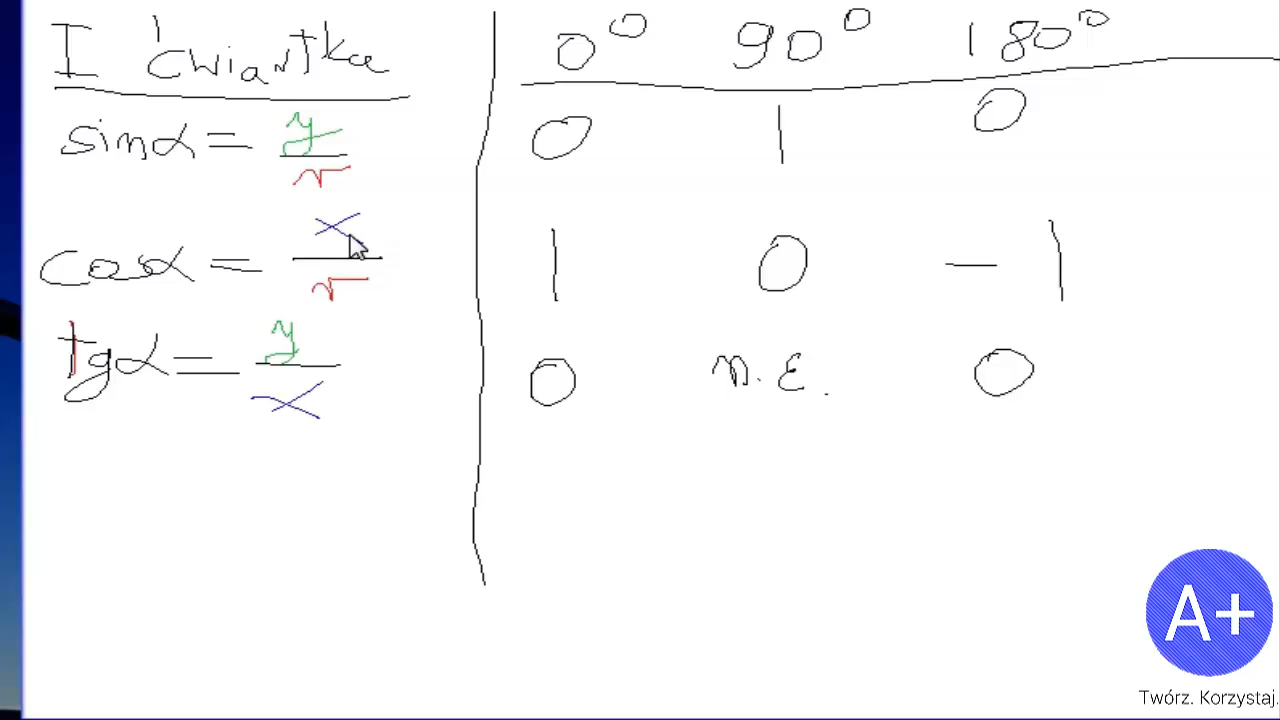 I ćwiartka 0° 90° 180°
sinα = y/r 0 1 0
cosα = x/r 1 0 -1
tgα = y/x 0 n.E. 0
A+
Twórz. Korzystaj.